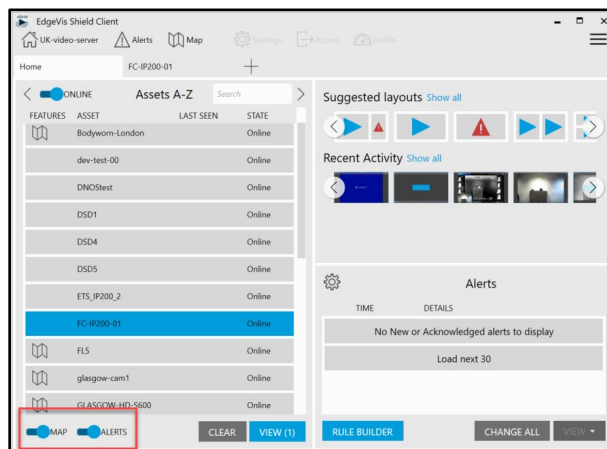 EdgeVis Shield Client
UK-video-server Alerts Map Settings Action Profile
Home FC-IP200-01
ONLINE Assets A-Z Search
FEATURES ASSET LAST SEEN STATE
Bodyworn-London Online
dev-test-00 Online
DNOStest Online
DSD1 Online
DSD4 Online
DSD5 Online
ETS_IP200_2 Online
FC-IP200-01 Online
FL5 Online
glasgow-cam1 Online
GLASGOW-HD-S600 Online
MAP ALERTS CLEAR VIEW (1)
Suggested layouts Show all
Recent Activity Show all
Alerts
TIME DETAILS
No New or Acknowledged alerts to display
Load next 30
RULE BUILDER CHANGE ALL VIEW